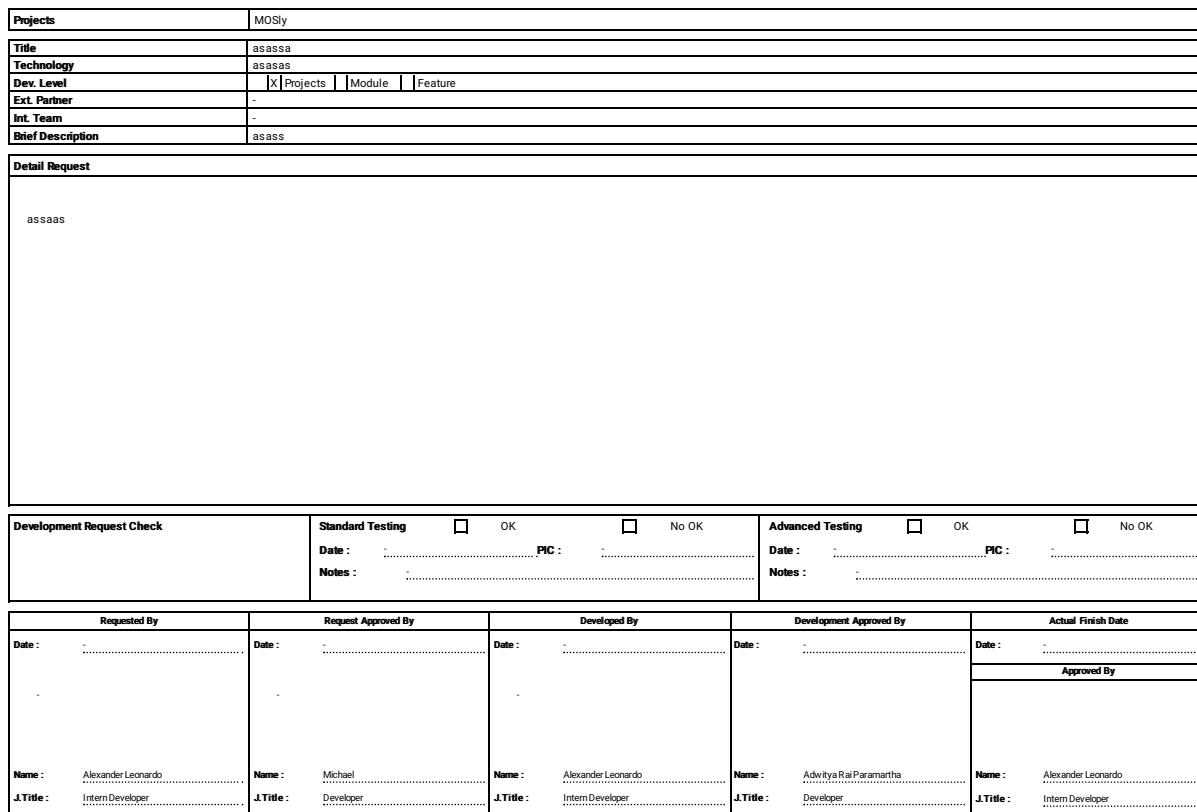 Projects MOSly
Title asassa
Technology asasas
Dev. Level X Projects Module Feature
Ext. Partner -
Int. Team -
Brief Description asass
Detail Request
assaas
Development Request Check Standard Testing OK No OK Advanced Testing OK No OK
Date : - PIC : - Date : - PIC : -
Notes : - Notes : -
Requested By Request Approved By Developed By Development Approved By Actual Finish Date
Date : - Date : - Date : - Date : - Date : -
Approved By
- - -
Name : Alexander Leonardo Name : Michael Name : Alexander Leonardo Name : Adwitya Rai Paramartha Name : Alexander Leonardo
J.Title : Intern Developer J.Title : Developer J.Title : Intern Developer J.Title : Developer J.Title : Intern Developer